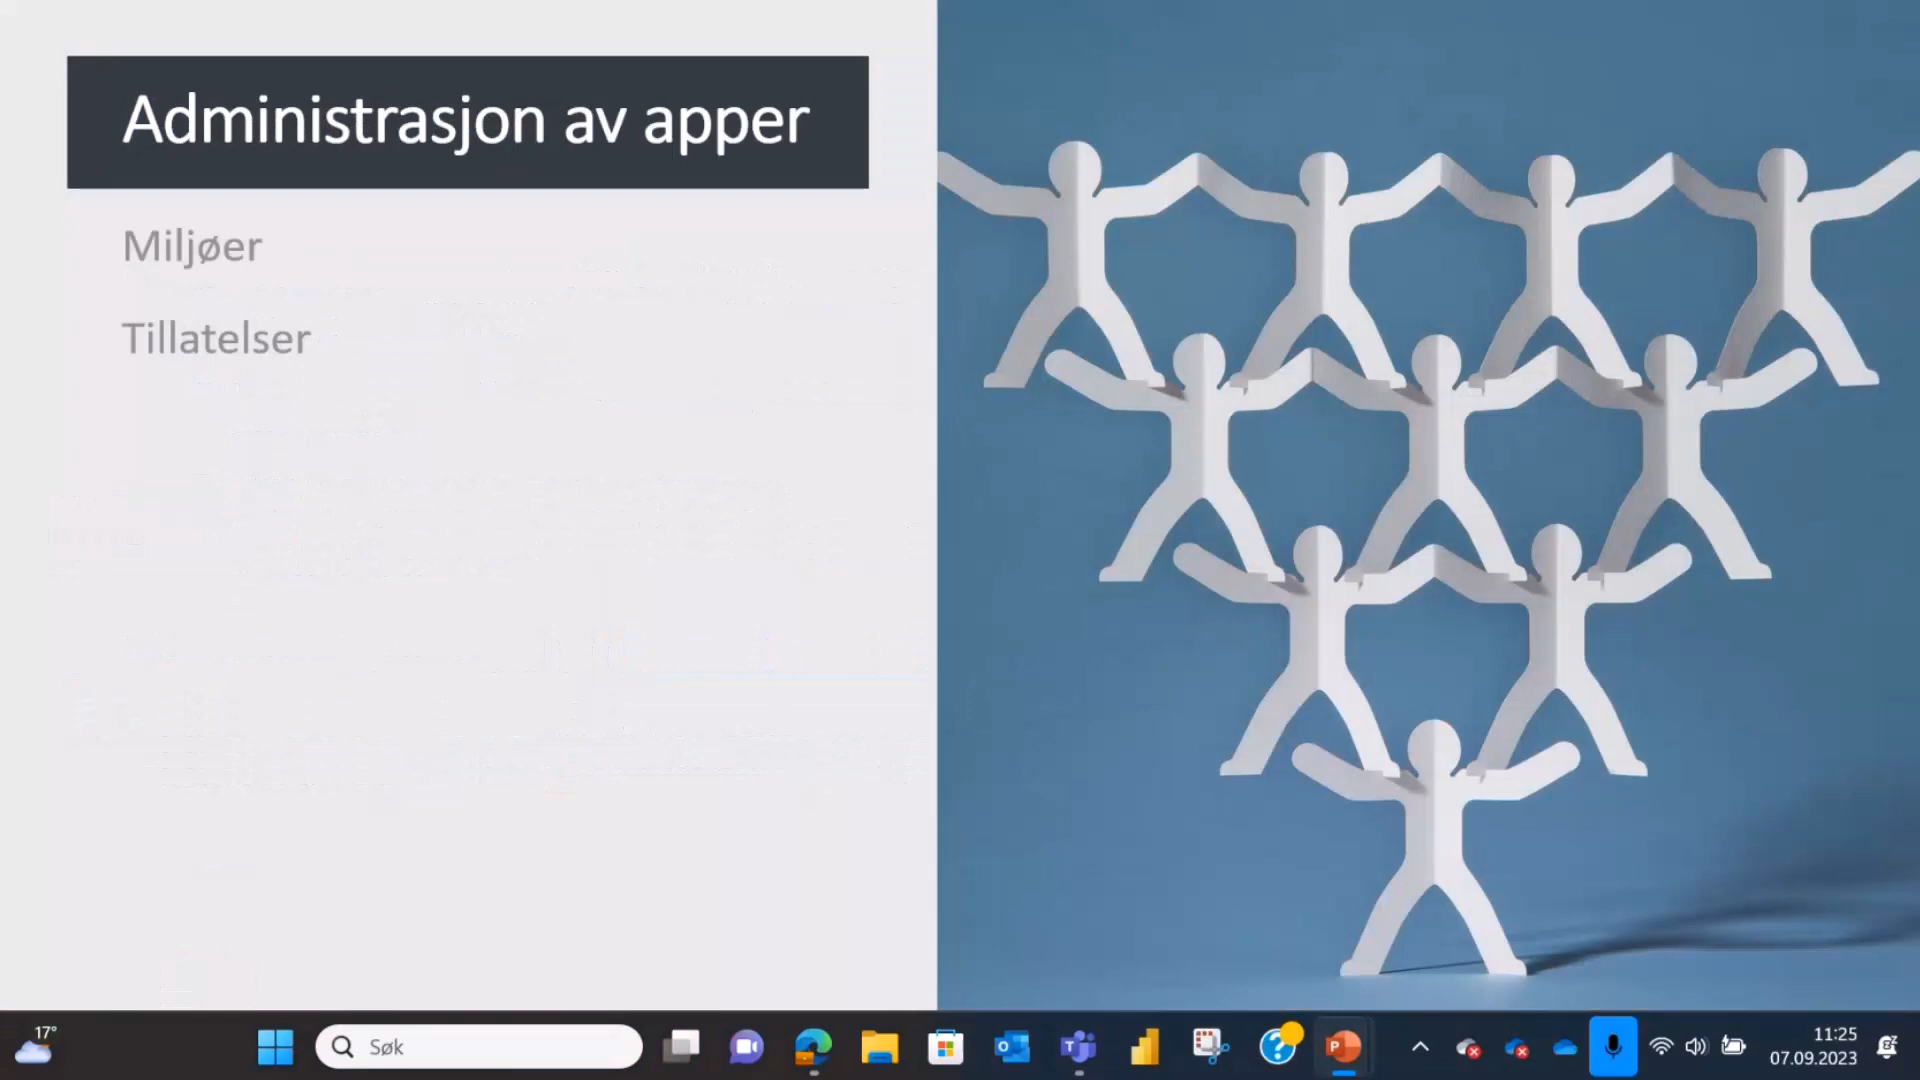 Administrasjon av apper
Miljøer
Tillatelser
17°
Søk
11:25
07.09.2023